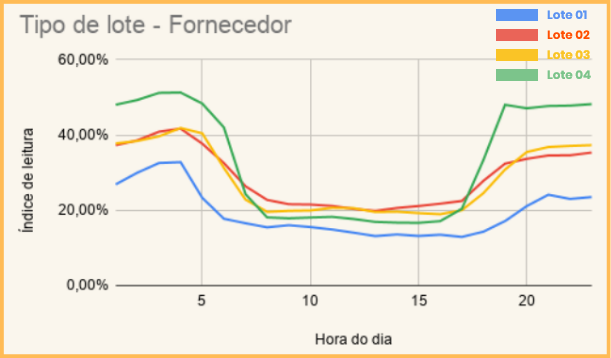 Tipo de lote - Fornecedor
Lote 01
Lote 02
Lote 03
Lote 04
60,00%
40,00%
20,00%
0,00%
Índice de leitura
5
10
15
20
Hora do dia